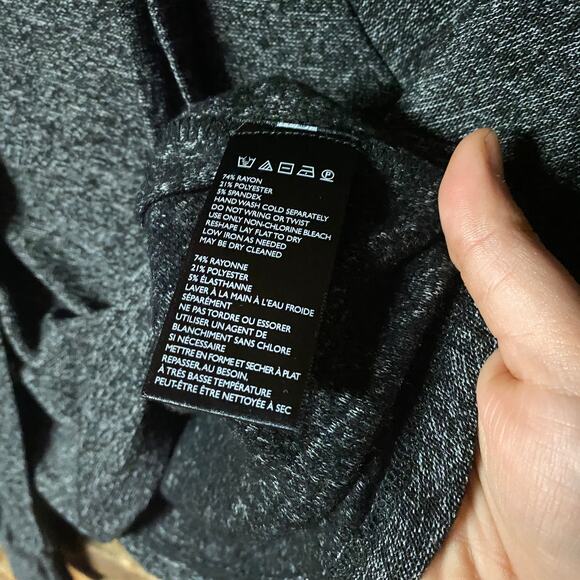 74% RAYON
21% POLYESTER
5% SPANDEX
HAND WASH COLD SEPARATELY
DO NOT WRING OR TWIST
USE ONLY NON-CHLORINE BLEACH
RESHAPE LAY FLAT TO DRY
LOW IRON AS NEEDED
MAY BE DRY CLEANED
74% RAYONNE
21% POLYESTER
5% ÉLASTHANNE
LAVER À LA MAIN À L'EAU FROIDE
SÉPARÉMENT
NE PAS TORDRE OU ESSORER
UTILISER UN AGENT DE
BLANCHIMENT SANS CHLORE
SI NÉCESSAIRE
METTRE EN FORME ET SECHER À PLAT
REPASSER, AU BESOIN,
À TRÉS BASSE TEMPÉRATURE
PEUT-ÊTRE ÊTRE NETTOYÉE À SEC